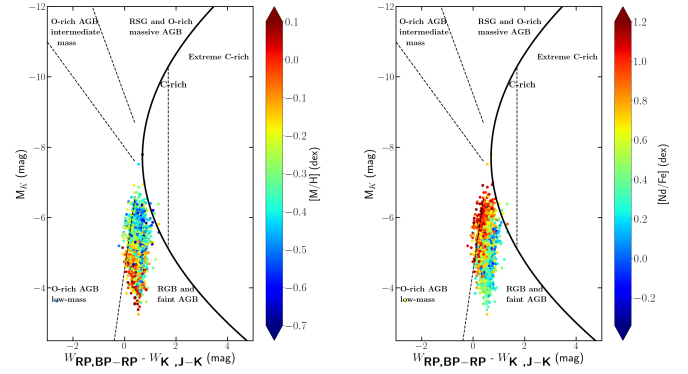 −12
−10
−8
−6
−4
M_K (mag)
O-rich AGB
intermediate
mass
RSG and O-rich
massive AGB
Extreme C-rich
C-rich
O-rich AGB
low-mass
RGB and
faint AGB
−2 0 2 4
W_RP,BP−RP - W_K,J−K (mag)
0.1
0.0
−0.1
−0.2
−0.3
−0.4
−0.5
−0.6
−0.7
[M/H] (dex)
−12
−10
−8
−6
−4
M_K (mag)
O-rich AGB
intermediate
mass
RSG and O-rich
massive AGB
Extreme C-rich
C-rich
O-rich AGB
low-mass
RGB and
faint AGB
−2 0 2 4
W_RP,BP−RP - W_K,J−K (mag)
1.2
1.0
0.8
0.6
0.4
0.2
0.0
−0.2
[Nd/Fe] (dex)